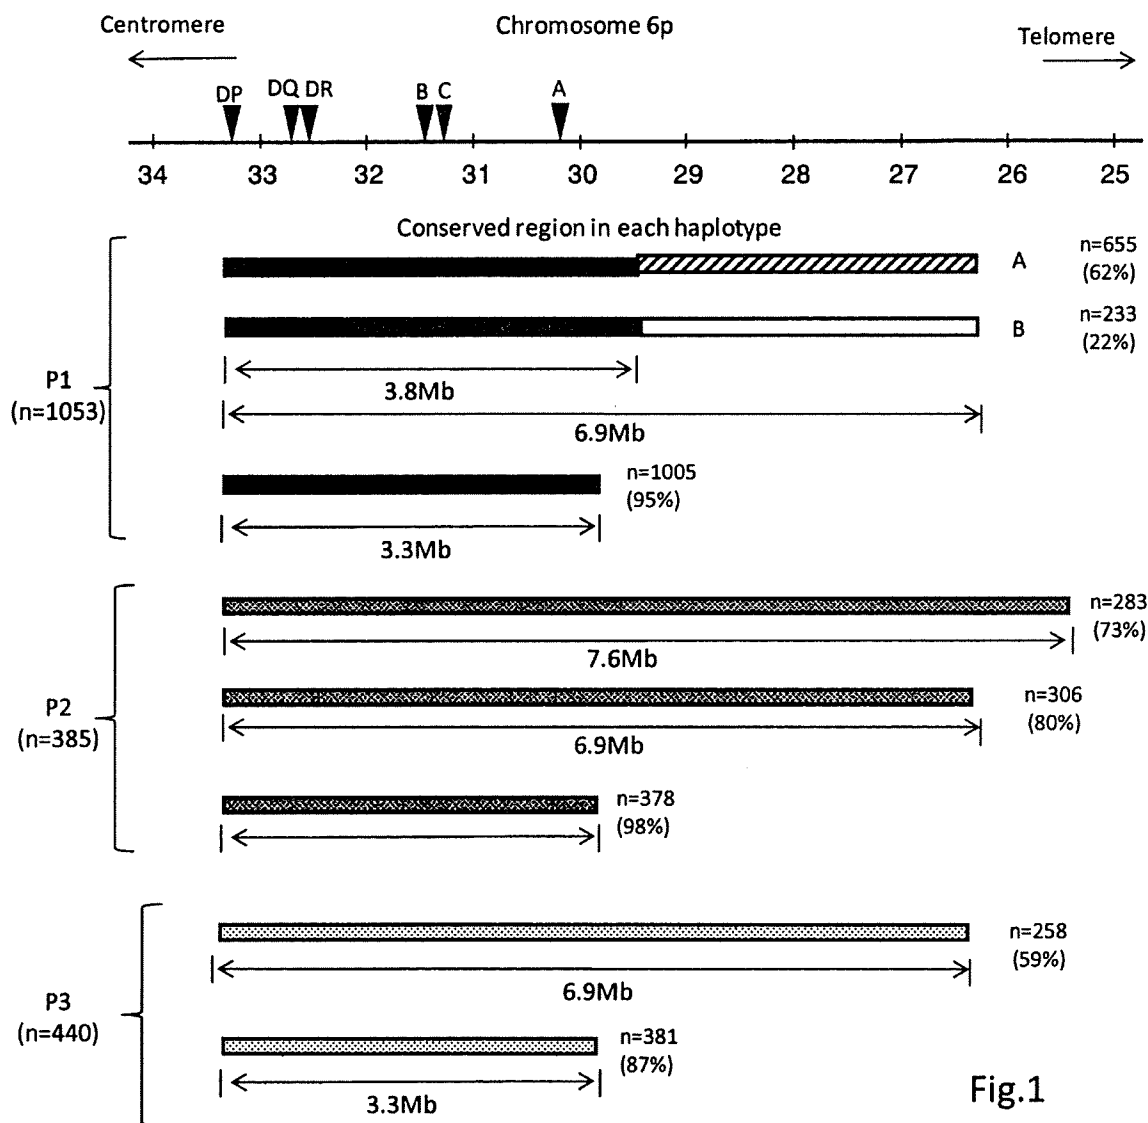 Centromere
Chromosome 6p
Telomere
DP
DQ
DR
B
C
A
34
33
32
31
30
29
28
27
26
25
Conserved region in each haplotype
P1
(n=1053)
A
n=655
(62%)
B
n=233
(22%)
3.8Mb
6.9Mb
n=1005
(95%)
3.3Mb
P2
(n=385)
n=283
(73%)
7.6Mb
n=306
(80%)
6.9Mb
n=378
(98%)
P3
(n=440)
n=258
(59%)
6.9Mb
n=381
(87%)
3.3Mb
Fig.1